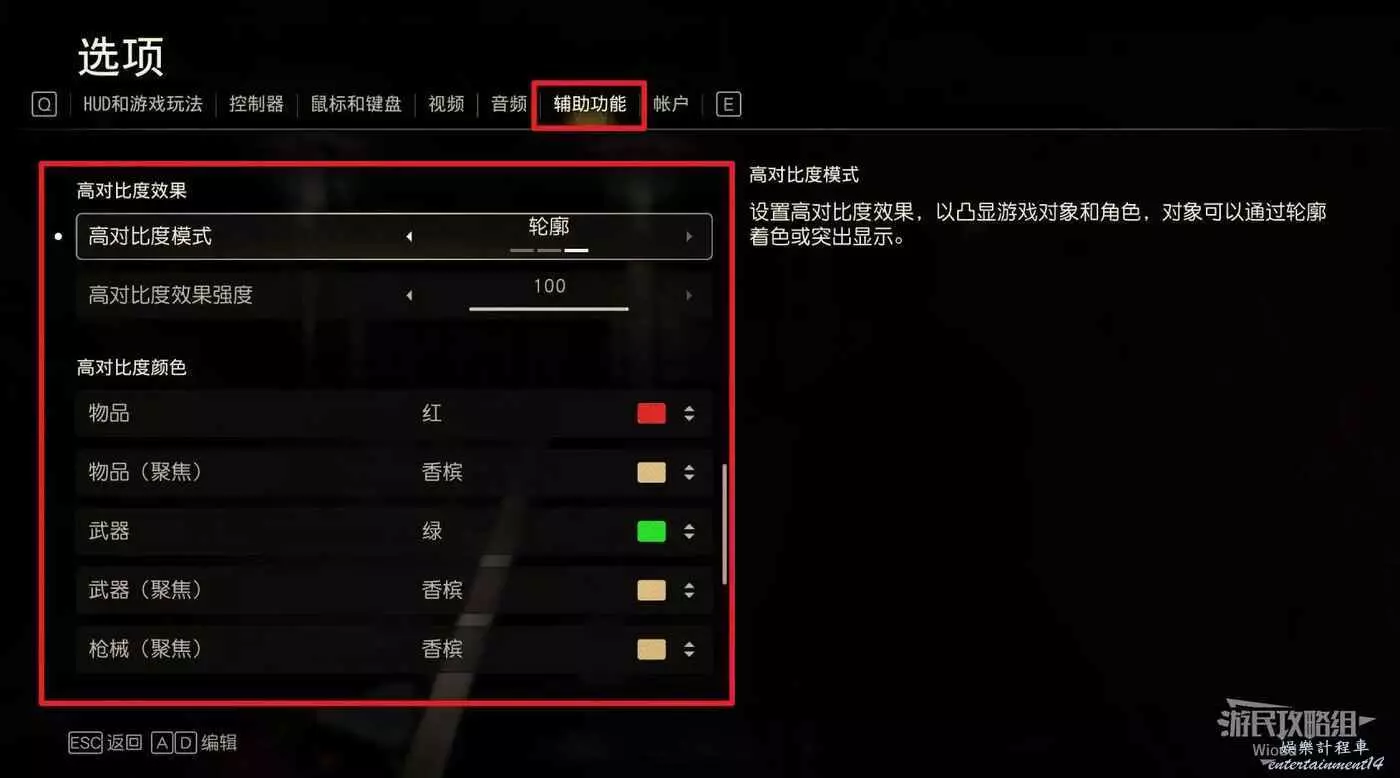 选项
Q HUD和游戏玩法 控制器 鼠标和键盘 视频 音频 辅助功能 帐户 E
高对比度效果
高对比度模式 轮廓
高对比度效果强度 100
高对比度颜色
物品 红
物品（聚焦） 香槟
武器 绿
武器（聚焦） 香槟
枪械（聚焦） 香槟
高对比度模式
设置高对比度效果，以凸显游戏对象和角色，对象可以通过轮廓
着色或突出显示。
ESC 返回 A D 编辑
游民攻略组
娛樂計程車
entertainment14